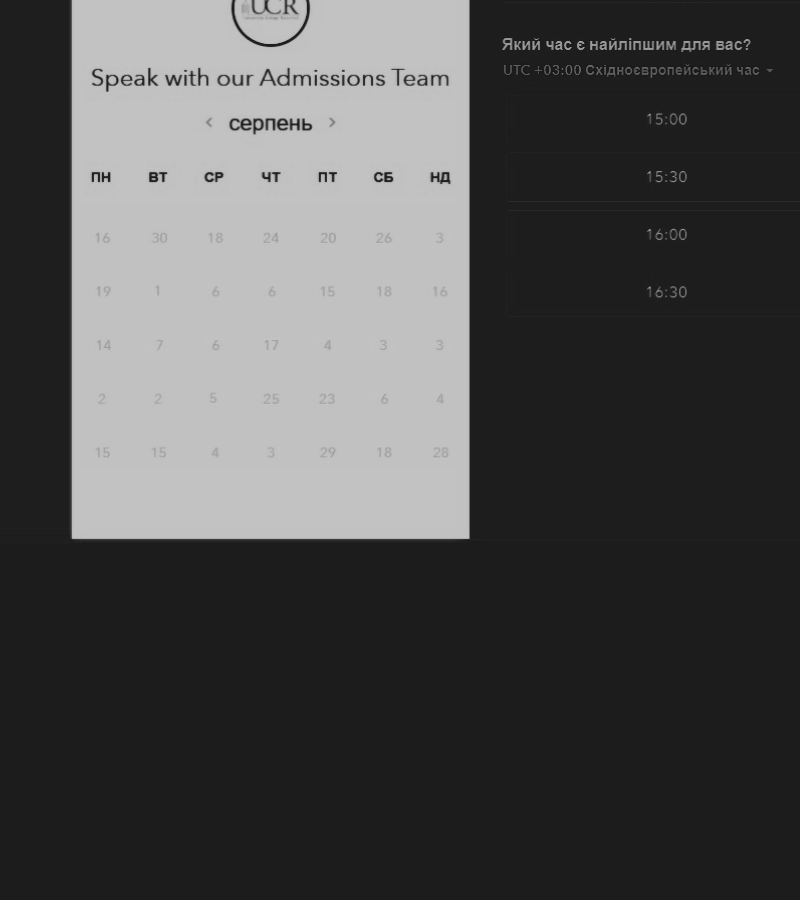 UCR
Speak with our Admissions Team
< серпень >
ПН ВТ СР ЧТ ПТ СБ НД
16 30 18 24 20 26 3
19 1 6 6 15 18 16
14 7 6 17 4 3 3
2 2 5 25 23 6 4
15 15 4 3 29 18 28
Який час є найліпшим для вас?
UTC +03:00 Східноєвропейський час
15:00
15:30
16:00
16:30